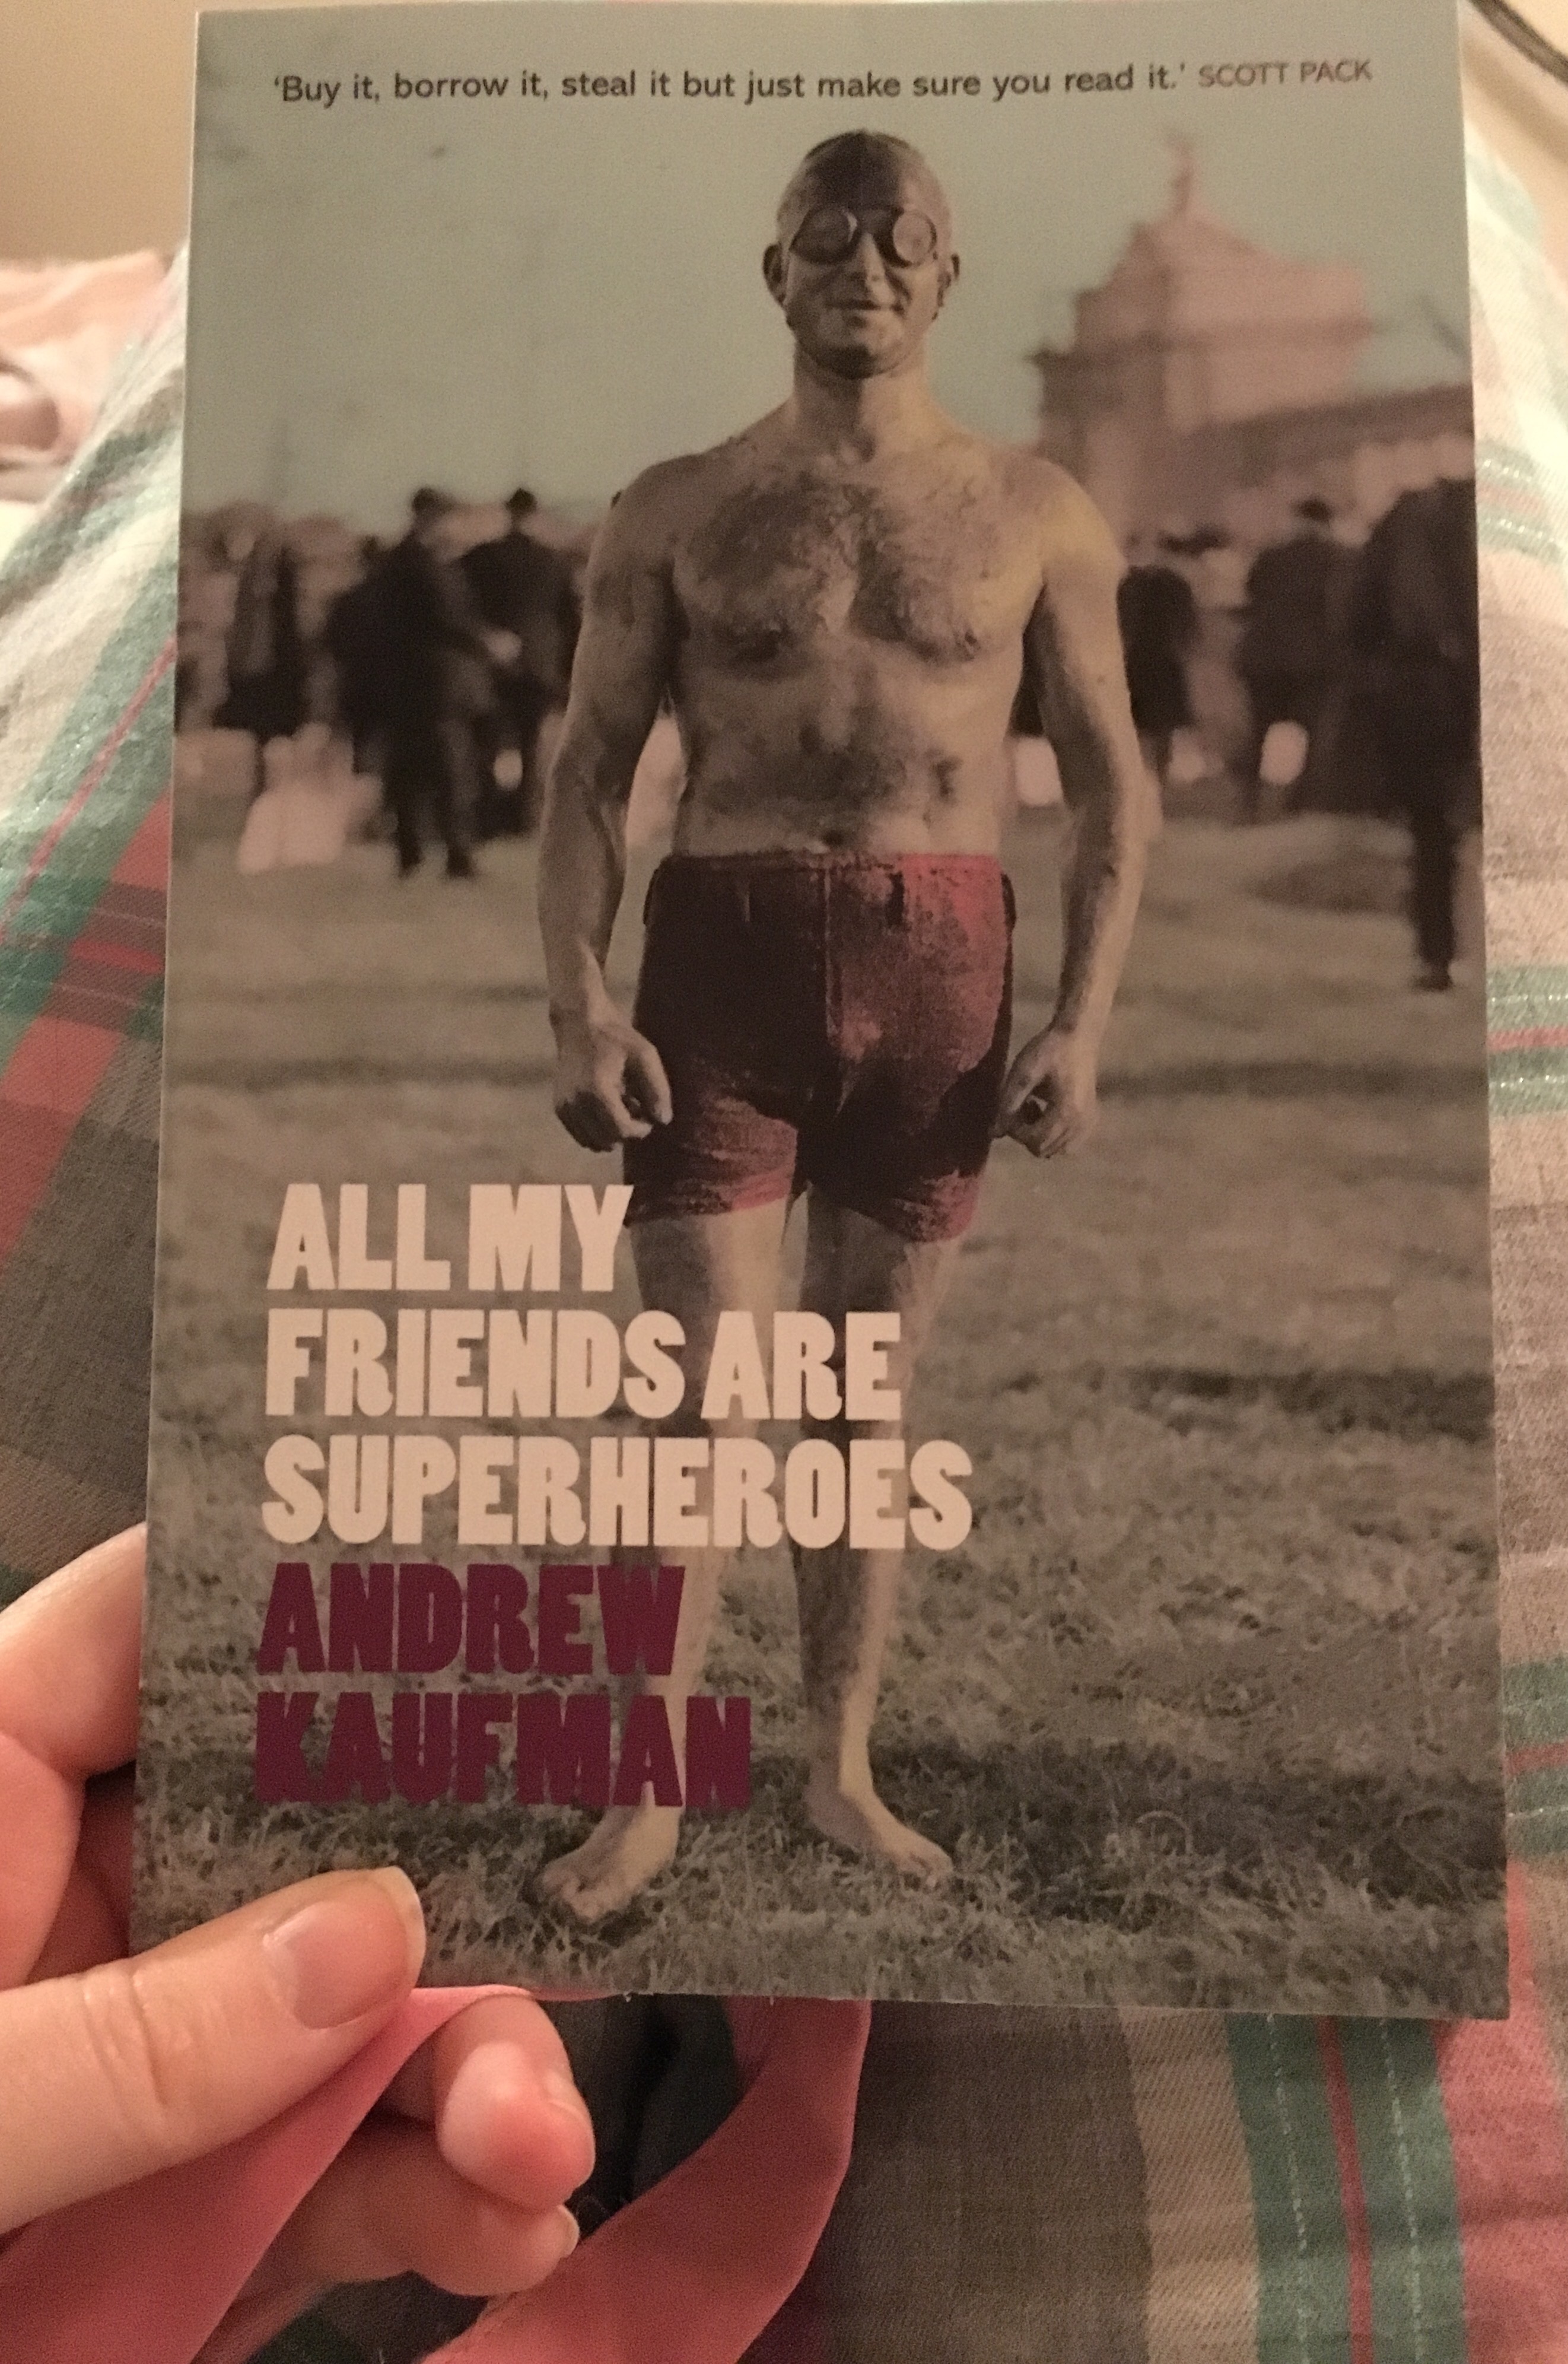 ‘Buy it, borrow it, steal it but just make sure you read it.’ SCOTT PACK
ALL MY
FRIENDS ARE
SUPERHEROES
ANDREW
KAUFMAN